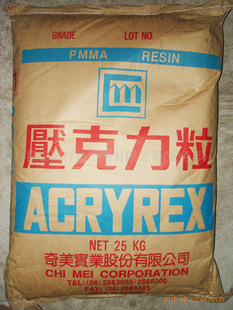 GRADE LOT NO.
PMMA RESIN
壓克力粒
ACRYREX
NET 25 KG
奇美實業股份有限公司
CHI MEI CORPORATION